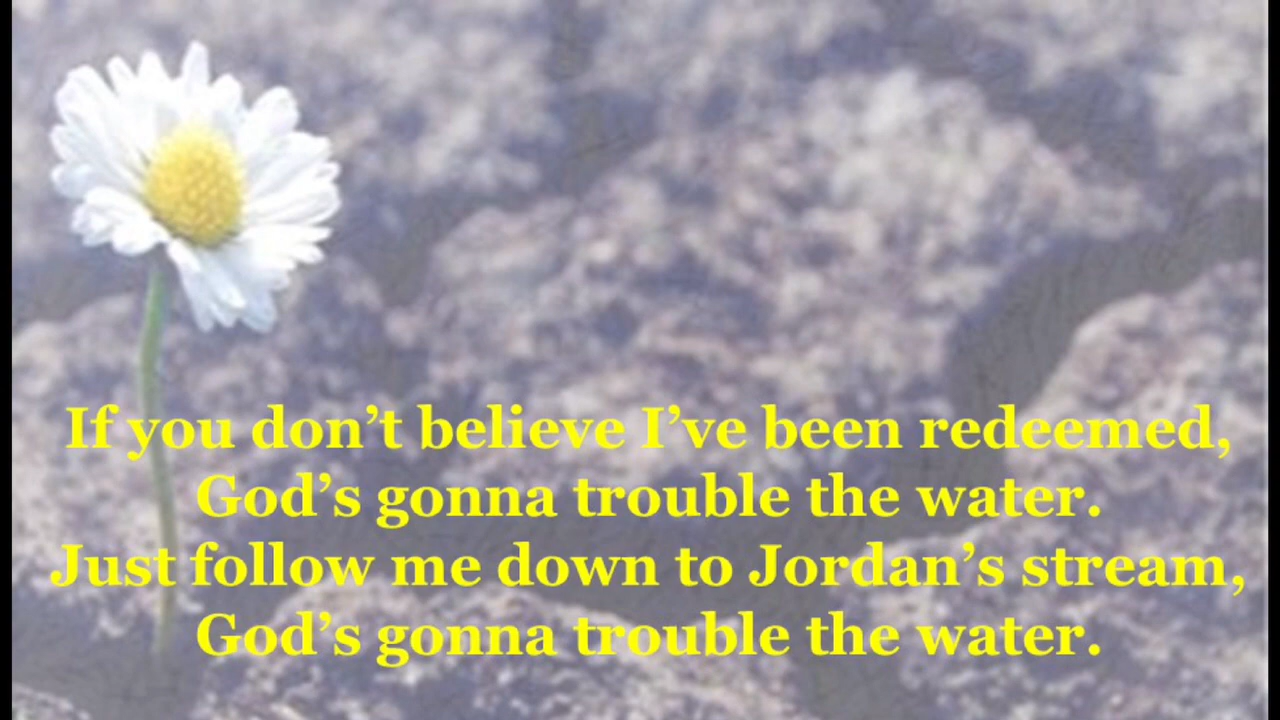 If you don’t believe I’ve been redeemed,
God’s gonna trouble the water.
Just follow me down to Jordan’s stream,
God’s gonna trouble the water.